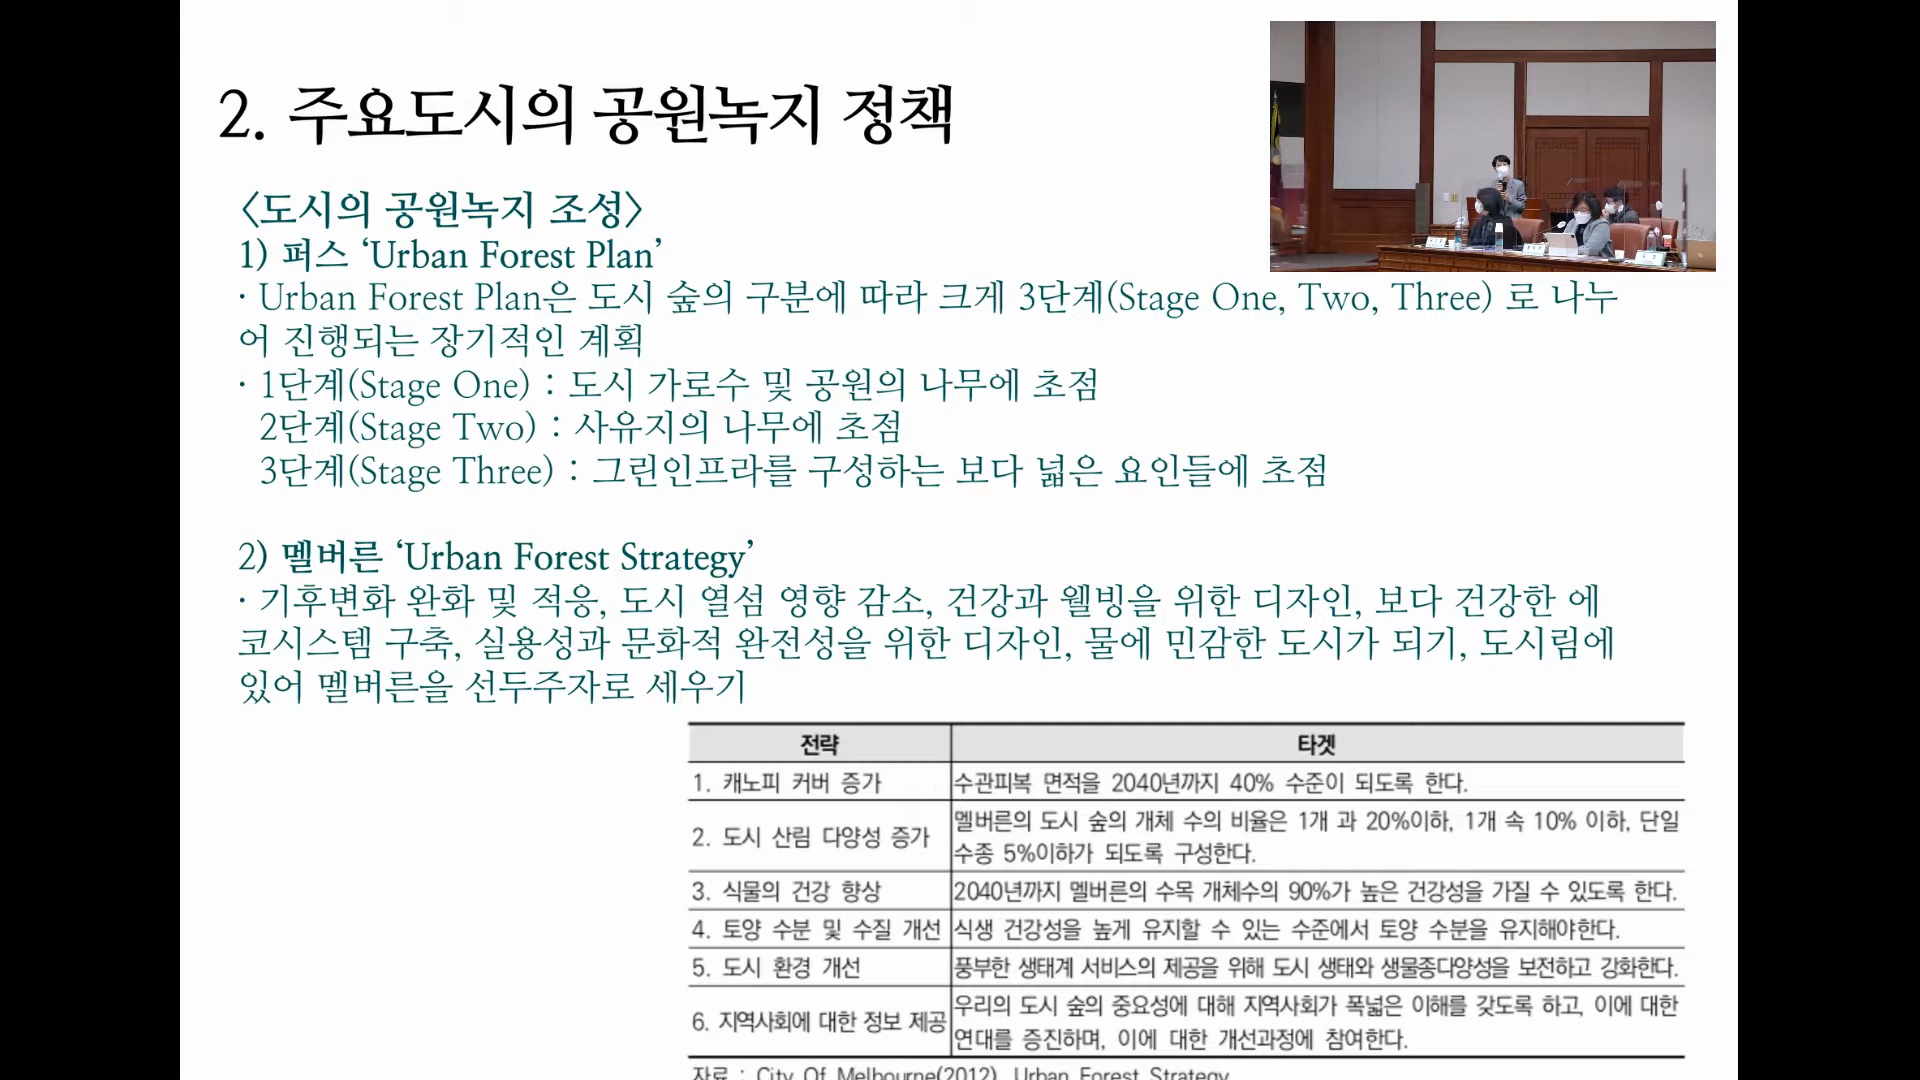 2. 주요도시의 공원녹지 정책
〈도시의 공원녹지 조성〉
1) 퍼스 ‘Urban Forest Plan’
· Urban Forest Plan은 도시 숲의 구분에 따라 크게 3단계(Stage One, Two, Three) 로 나누
어 진행되는 장기적인 계획
· 1단계(Stage One) : 도시 가로수 및 공원의 나무에 초점
2단계(Stage Two) : 사유지의 나무에 초점
3단계(Stage Three) : 그린인프라를 구성하는 보다 넓은 요인들에 초점
2) 멜버른 ‘Urban Forest Strategy’
· 기후변화 완화 및 적응, 도시 열섬 영향 감소, 건강과 웰빙을 위한 디자인, 보다 건강한 에
코시스템 구축, 실용성과 문화적 완전성을 위한 디자인, 물에 민감한 도시가 되기, 도시림에
있어 멜버른을 선두주자로 세우기
전략 타겟
1. 캐노피 커버 증가 수관피복 면적을 2040년까지 40% 수준이 되도록 한다.
2. 도시 산림 다양성 증가 멜버른의 도시 숲의 개체 수의 비율은 1개 과 20%이하, 1개 속 10% 이하, 단일
수종 5%이하가 되도록 구성한다.
3. 식물의 건강 향상 2040년까지 멜버른의 수목 개체수의 90%가 높은 건강성을 가질 수 있도록 한다.
4. 토양 수분 및 수질 개선 식생 건강성을 높게 유지할 수 있는 수준에서 토양 수분을 유지해야한다.
5. 도시 환경 개선 풍부한 생태계 서비스의 제공을 위해 도시 생태와 생물종다양성을 보전하고 강화한다.
6. 지역사회에 대한 정보 제공 우리의 도시 숲의 중요성에 대해 지역사회가 폭넓은 이해를 갖도록 하고, 이에 대한
연대를 증진하며, 이에 대한 개선과정에 참여한다.
자료 : City Of Melbourne(2012), Urban Forest Strategy